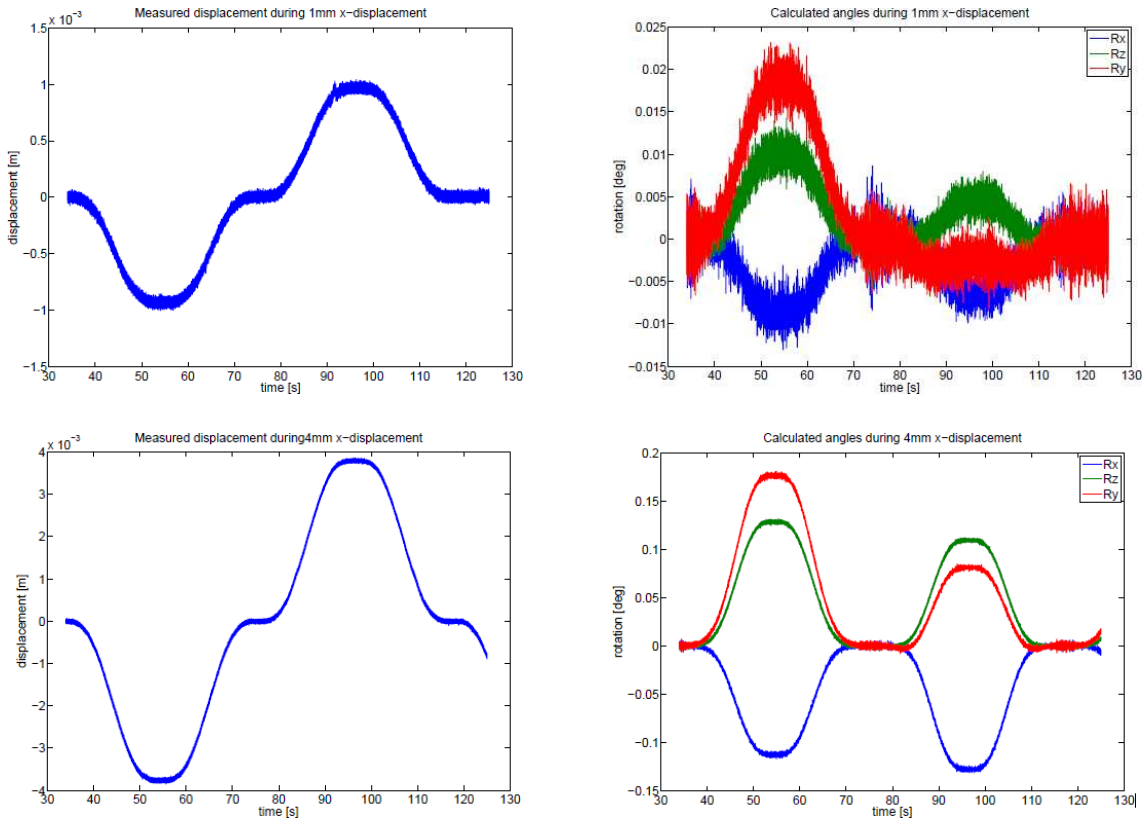 Measured displacement during 1mm x−displacement
x 10−3
1.5
1
0.5
0
−0.5
−1
−1.5
displacement [m]
30 40 50 60 70 80 90 100 110 120 130
time [s]
Calculated angles during 1mm x−displacement
Rx
Rz
Ry
0.025
0.02
0.015
0.01
0.005
0
−0.005
−0.01
−0.015
rotation [deg]
30 40 50 60 70 80 90 100 110 120 130
time [s]
Measured displacement during4mm x−displacement
x 10−3
4
3
2
1
0
−1
−2
−3
−4
displacement [m]
30 40 50 60 70 80 90 100 110 120 130
time [s]
Calculated angles during 4mm x−displacement
Rx
Rz
Ry
0.2
0.15
0.1
0.05
0
−0.05
−0.1
−0.15
rotation [deg]
30 40 50 60 70 80 90 100 110 120 130
time [s]